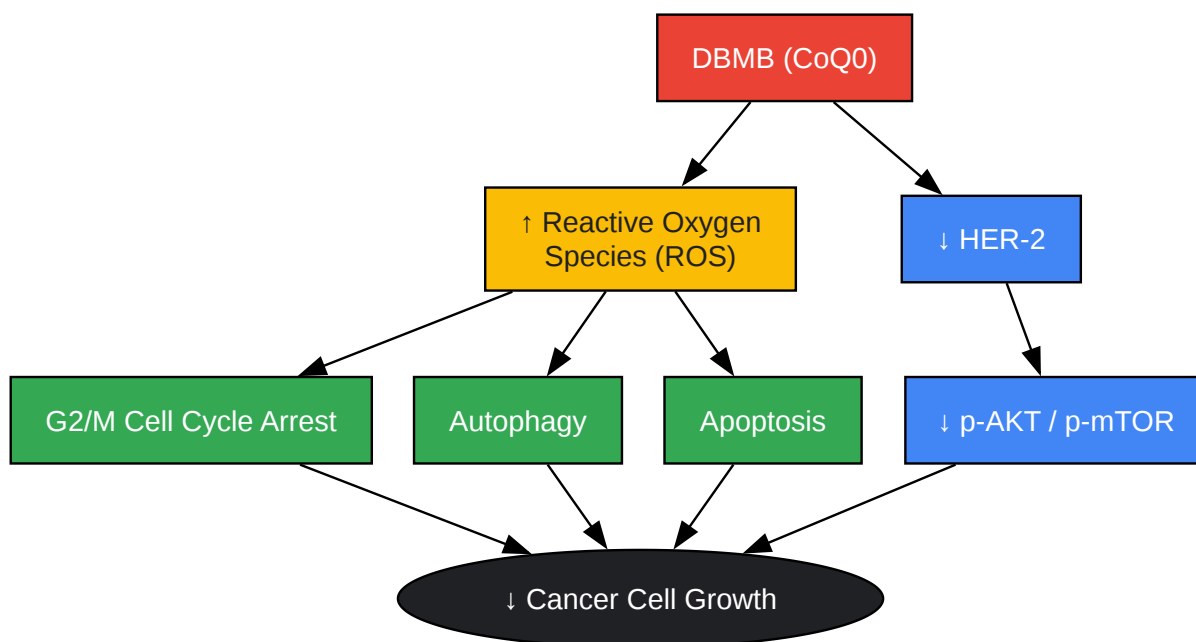 DBMB (CoQ0)
↑ Reactive Oxygen
Species (ROS)
↓ HER-2
G2/M Cell Cycle Arrest
Autophagy
Apoptosis
↓ p-AKT / p-mTOR
↓ Cancer Cell Growth